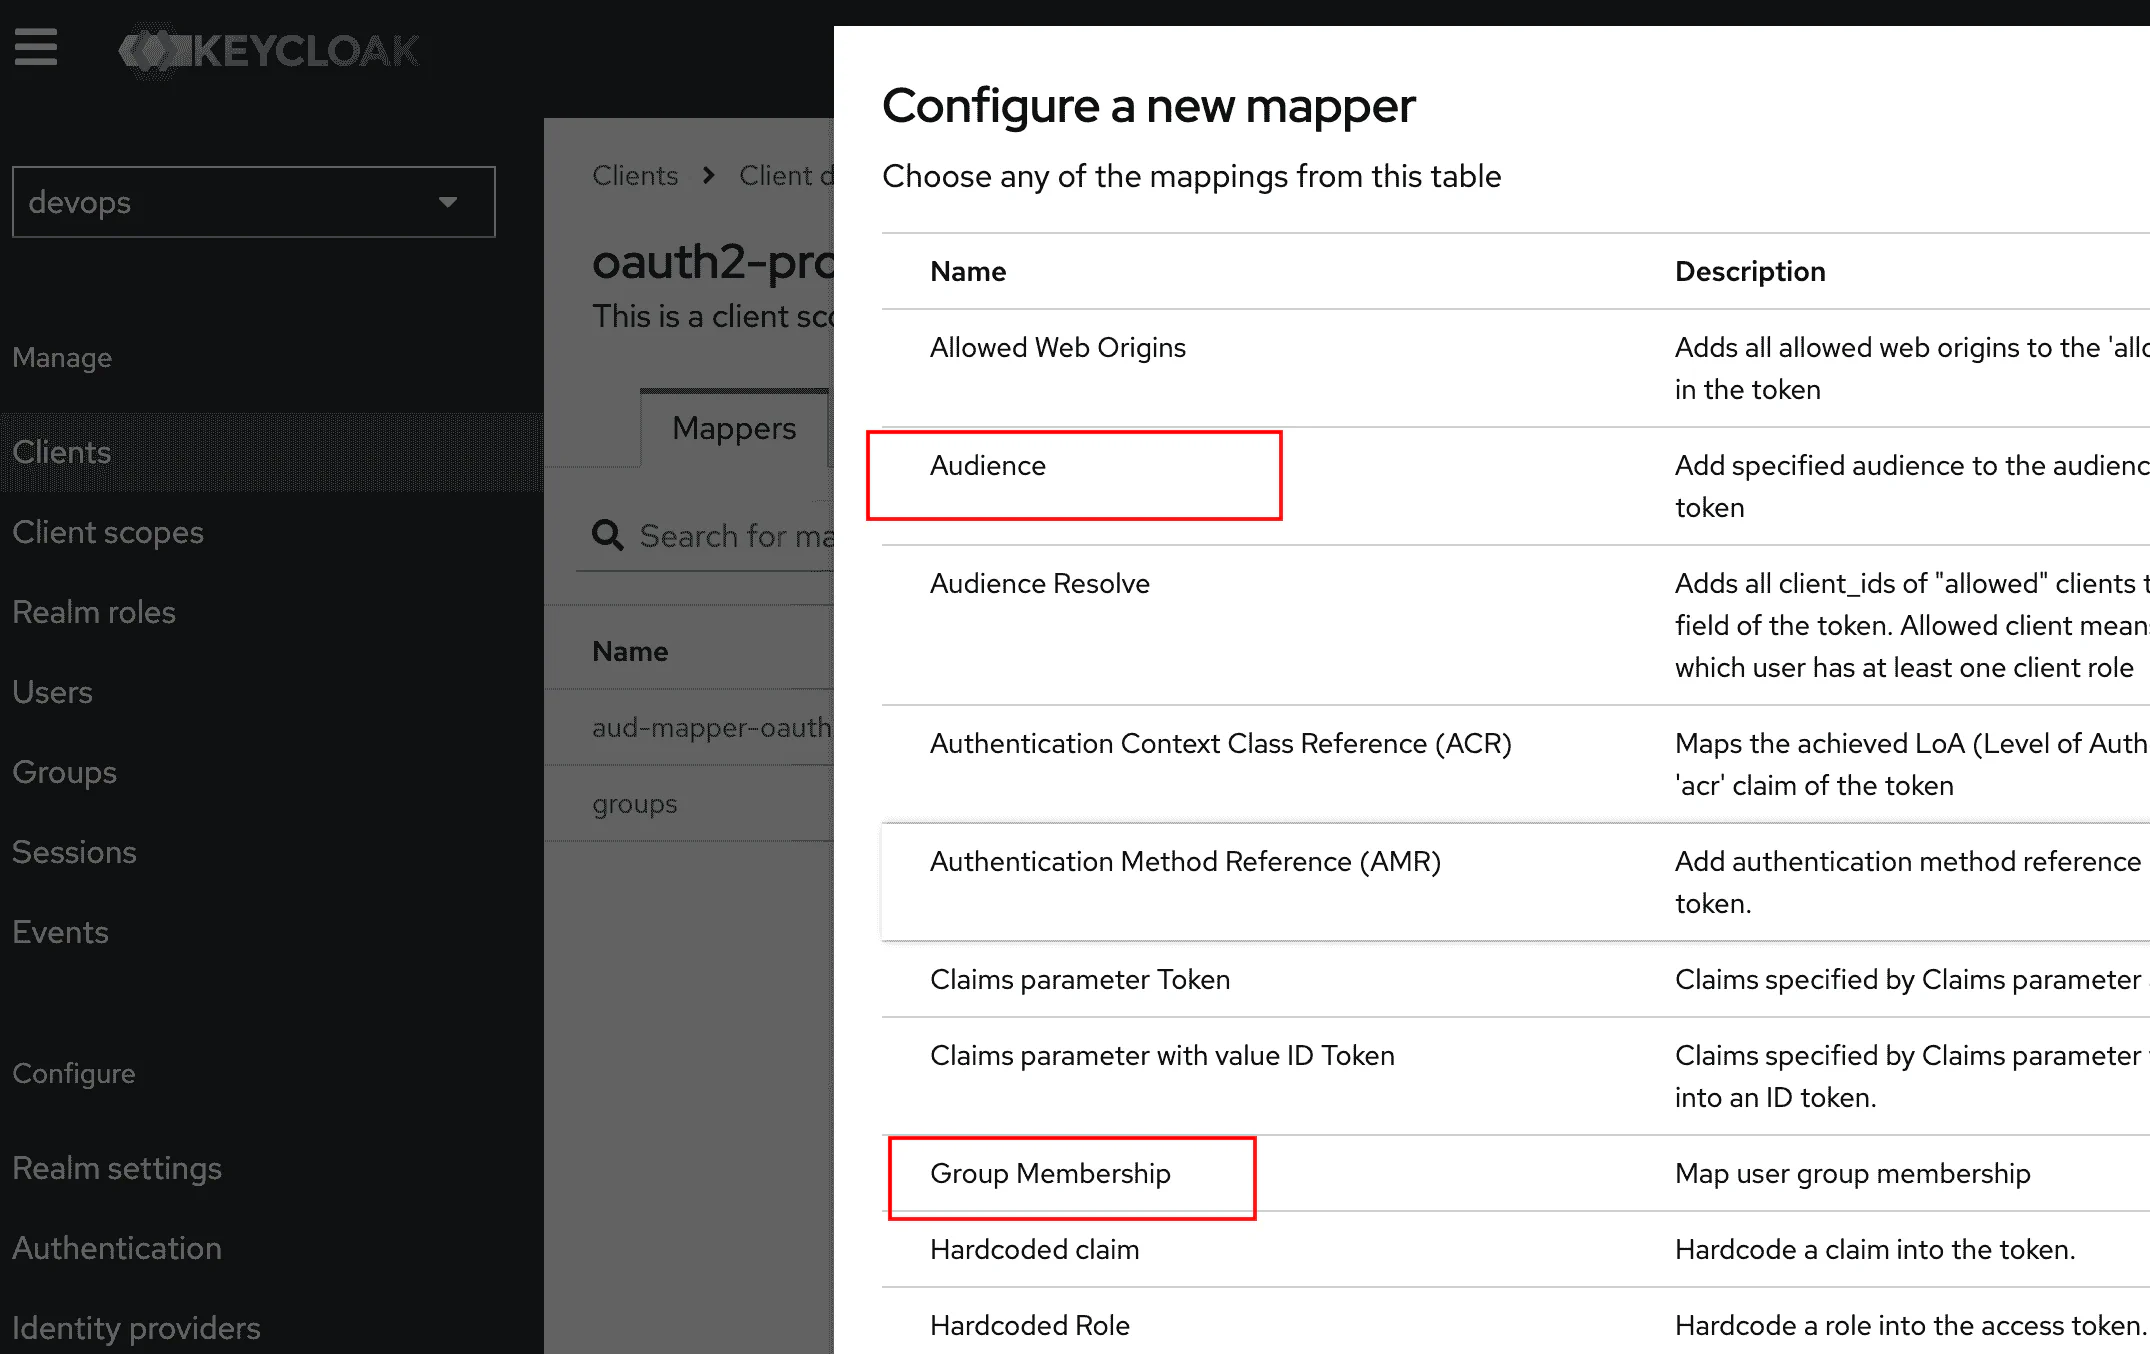 KEYCLOAK
devops
Manage
Clients
Client scopes
Realm roles
Users
Groups
Sessions
Events
Configure
Realm settings
Authentication
Identity providers
Clients > Client d
oauth2-pro
This is a client sco
Mappers
Search for ma
Name
aud-mapper-oauth
groups
Configure a new mapper
Choose any of the mappings from this table
Name Description
Allowed Web Origins Adds all allowed web origins to the 'allo
in the token
Audience Add specified audience to the audienc
token
Audience Resolve Adds all client_ids of "allowed" clients t
field of the token. Allowed client means
which user has at least one client role
Authentication Context Class Reference (ACR) Maps the achieved LoA (Level of Auth
'acr' claim of the token
Authentication Method Reference (AMR) Add authentication method reference
token.
Claims parameter Token Claims specified by Claims parameter
Claims parameter with value ID Token Claims specified by Claims parameter
into an ID token.
Group Membership Map user group membership
Hardcoded claim Hardcode a claim into the token.
Hardcoded Role Hardcode a role into the access token.